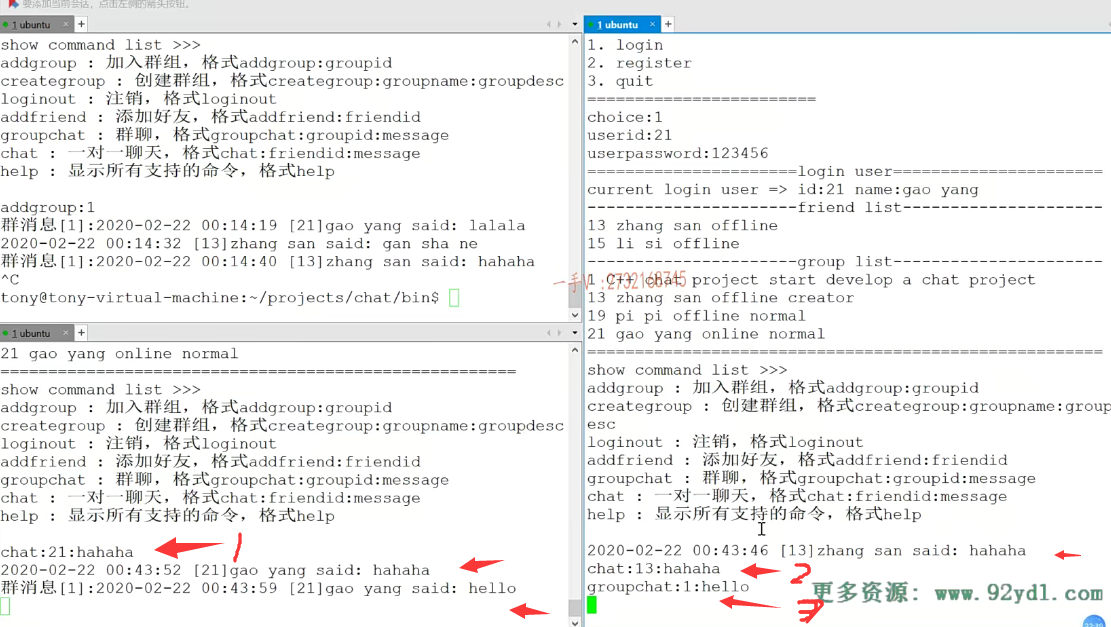 要添加当前会话，点击左侧的箭头按钮。
1 ubuntu × +
show command list >>>
addgroup : 加入群组，格式addgroup:groupid
creategroup : 创建群组，格式creategroup:groupname:groupdesc
loginout : 注销，格式loginout
addfriend : 添加好友，格式addfriend:friendid
groupchat : 群聊，格式groupchat:groupid:message
chat : 一对一聊天，格式chat:friendid:message
help : 显示所有支持的命令，格式help
addgroup:1
群消息[1]:2020-02-22 00:14:19 [21]gao yang said: lalala
2020-02-22 00:14:32 [13]zhang san said: gan sha ne
群消息[1]:2020-02-22 00:14:40 [13]zhang san said: hahaha
^C
tony@tony-virtual-machine:~/projects/chat/bin$
1 ubuntu × +
21 gao yang online normal
======================================================
show command list >>>
addgroup : 加入群组，格式addgroup:groupid
creategroup : 创建群组，格式creategroup:groupname:groupdesc
loginout : 注销，格式loginout
addfriend : 添加好友，格式addfriend:friendid
groupchat : 群聊，格式groupchat:groupid:message
chat : 一对一聊天，格式chat:friendid:message
help : 显示所有支持的命令，格式help
chat:21:hahaha 1
2020-02-22 00:43:52 [21]gao yang said: hahaha
群消息[1]:2020-02-22 00:43:59 [21]gao yang said: hello
1 ubuntu × +
1. login
2. register
3. quit
========================
choice:1
userid:21
userpassword:123456
======================login user======================
current login user => id:21 name:gao yang
----------------------friend list---------------------
13 zhang san offline
15 li si offline
----------------------group list----------------------
1 C++ chat project start develop a chat project
13 zhang san offline creator
19 pi pi offline normal
21 gao yang online normal
======================================================
show command list >>>
addgroup : 加入群组，格式addgroup:groupid
creategroup : 创建群组，格式creategroup:groupname:group
esc
loginout : 注销，格式loginout
addfriend : 添加好友，格式addfriend:friendid
groupchat : 群聊，格式groupchat:groupid:message
chat : 一对一聊天，格式chat:friendid:message
help : 显示所有支持的命令，格式help
2020-02-22 00:43:46 [13]zhang san said: hahaha
chat:13:hahaha 2
groupchat:1:hello 3
一手V:2732168745
更多资源: www.92ydl.com